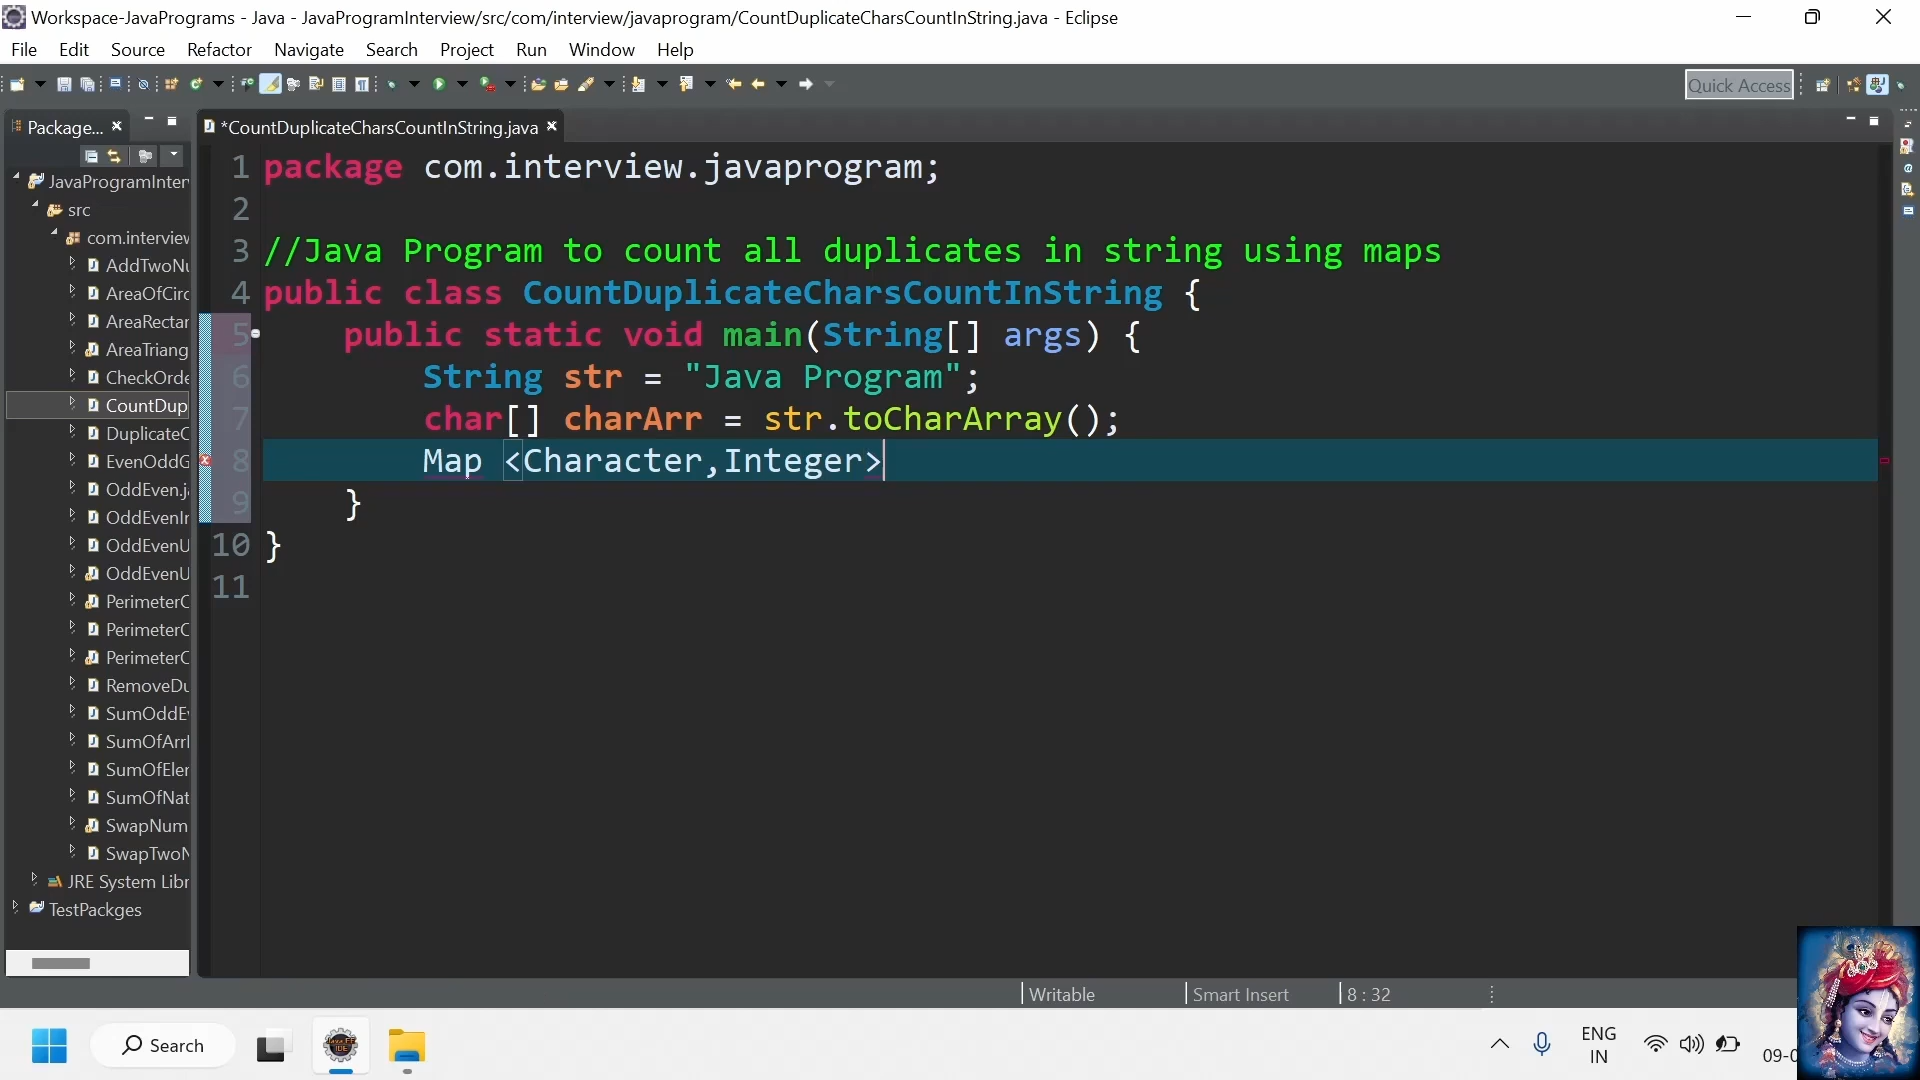 Workspace-JavaPrograms - Java - JavaProgramInterview/src/com/interview/javaprogram/CountDuplicateCharsCountInString.java - Eclipse
File Edit Source Refactor Navigate Search Project Run Window Help
Quick Access
Package...
*CountDuplicateCharsCountInString.java
JavaProgramInter
src
com.interview
AddTwoNu
AreaOfCirc
AreaRectar
AreaTriang
CheckOrde
CountDup
DuplicateC
EvenOddG
OddEven.j
OddEvenIr
OddEvenU
OddEvenU
PerimeterC
PerimeterC
PerimeterC
RemoveDu
SumOddEv
SumOfArr
SumOfEler
SumOfNat
SwapNum
SwapTwoN
JRE System Libr
TestPackges
1 package com.interview.javaprogram;
2
3 //Java Program to count all duplicates in string using maps
4 public class CountDuplicateCharsCountInString {
5 public static void main(String[] args) {
6 String str = "Java Program";
7 char[] charArr = str.toCharArray();
8 Map <Character,Integer>
9 }
10 }
11
Writable
Smart Insert
8 : 32
Search
ENG
IN
09-0